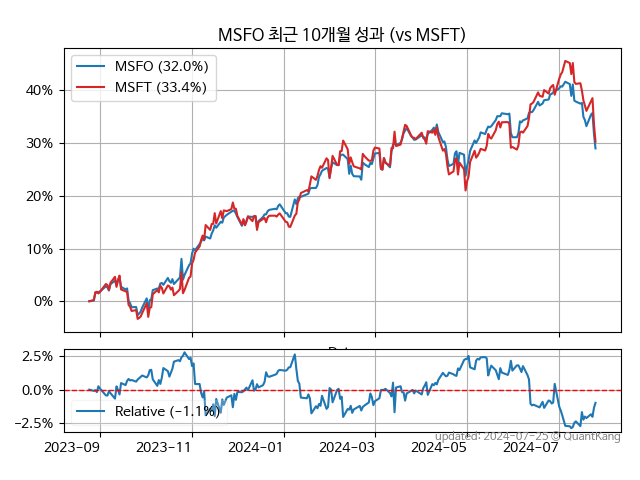 MSFO 최근 10개월 성과 (vs MSFT)
MSFO (32.0%)
MSFT (33.4%)
40%
30%
20%
10%
0%
2.5%
0.0%
−2.5%
Relative (−1.1%)
2023-09
2023-11
2024-01
2024-03
2024-05
2024-07
updated: 2024-07-25 © QuantKang